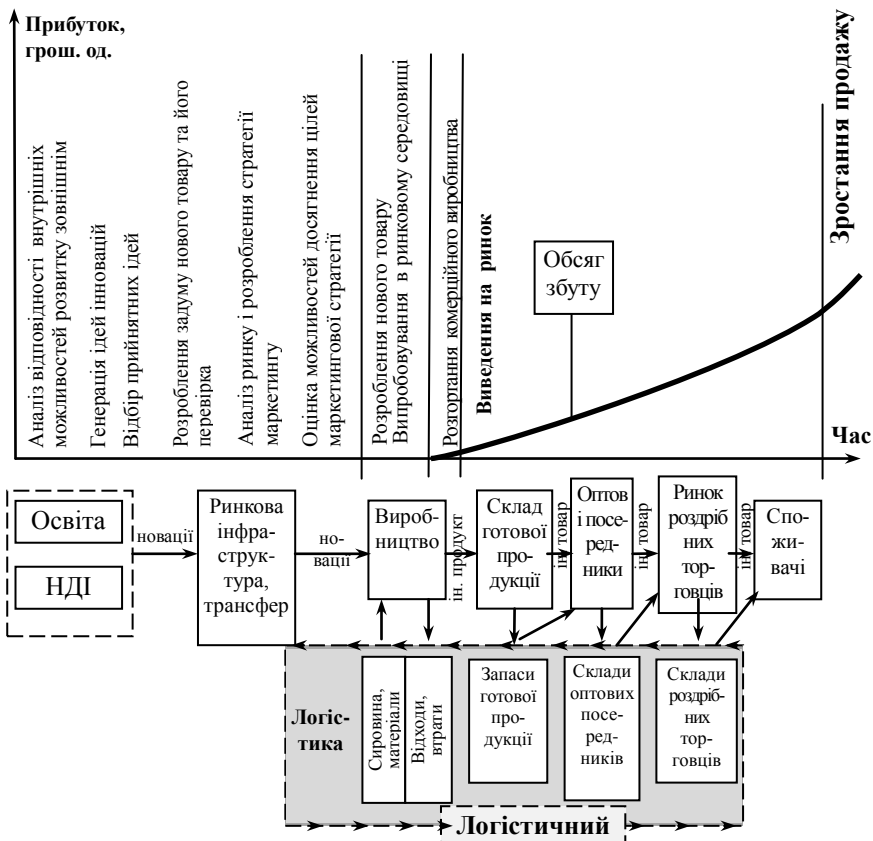 Прибуток,
грош. од.
Аналіз відповідності внутрішніх
можливостей розвитку зовнішнім
Генерація ідей інновацій
Відбір прийнятних ідей
Розроблення задуму нового товару та його
перевірка
Аналіз ринку і розроблення стратегії
маркетингу
Оцінка можливостей досягнення цілей
маркетингової стратегії
Розроблення нового товару
Випробовування в ринковому середовищі
Розгортання комерційного виробництва
Виведення на ринок
Обсяг
збуту
Зростання продажу
Час
Освіта
НДІ
новації
Ринкова
інфра-
струк-
тура,
трансфер
но-
вації
Вироб-
ництво
ін. продукт
Склад
готової
про-
дукції
ін. товар
Оптов
і посе-
ред-
ники
ін. товар
Ринок
роздріб
них
тор-
говців
ін. товар
Спо-
жи-
вачі
Логіс-
тика
Сировина,
матеріали
Відходи,
втрати
Запаси
готової
про-
дукції
Склади
оптових
посе-
ред-
ників
Склади
роздріб-
них
тор-
говців
Логістичний